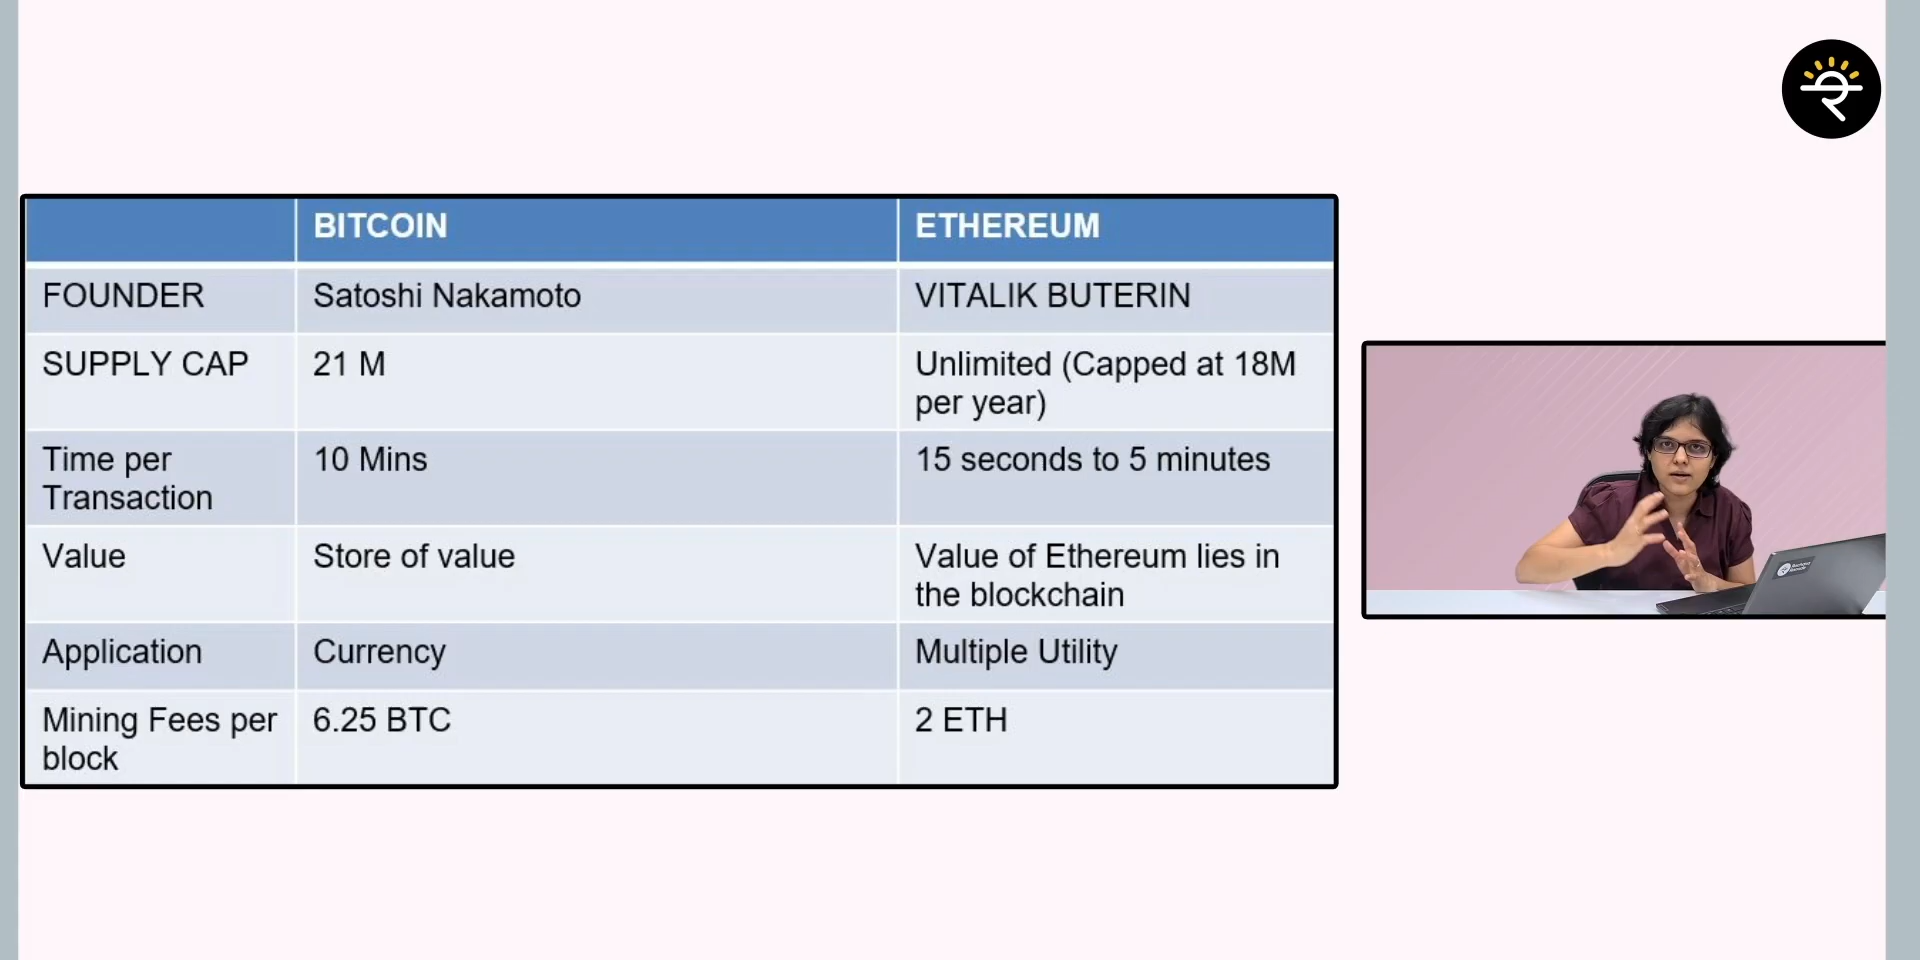 BITCOIN ETHEREUM
FOUNDER Satoshi Nakamoto VITALIK BUTERIN
SUPPLY CAP 21 M Unlimited (Capped at 18M
per year)
Time per 10 Mins 15 seconds to 5 minutes
Transaction
Value Store of value Value of Ethereum lies in
the blockchain
Application Currency Multiple Utility
Mining Fees per 6.25 BTC 2 ETH
block